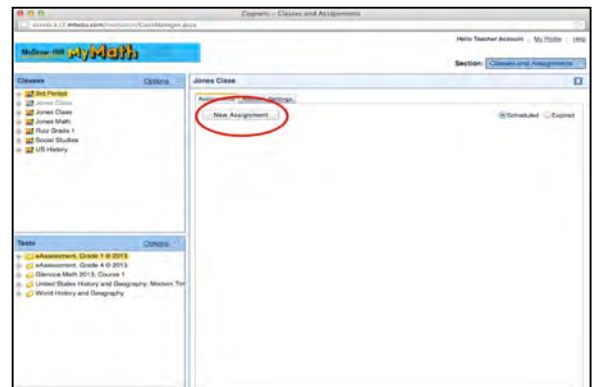 Cognero – Classes and Assignments
Hello Teacher Account | My Profile | Help
McGraw-Hill MyMath
Section: Classes and Assignments
Classes Options
3rd Period
Jones Class
Jones Class
Jones Math
Ruiz Grade 1
Social Studies
US History
Jones Class
New Assignment
Scheduled Expired
Tests Options
eAssessment, Grade 1 © 2013
eAssessment, Grade 4 © 2013
Glencoe Math 2013, Course 1
United States History and Geography: Modern
World History and Geography